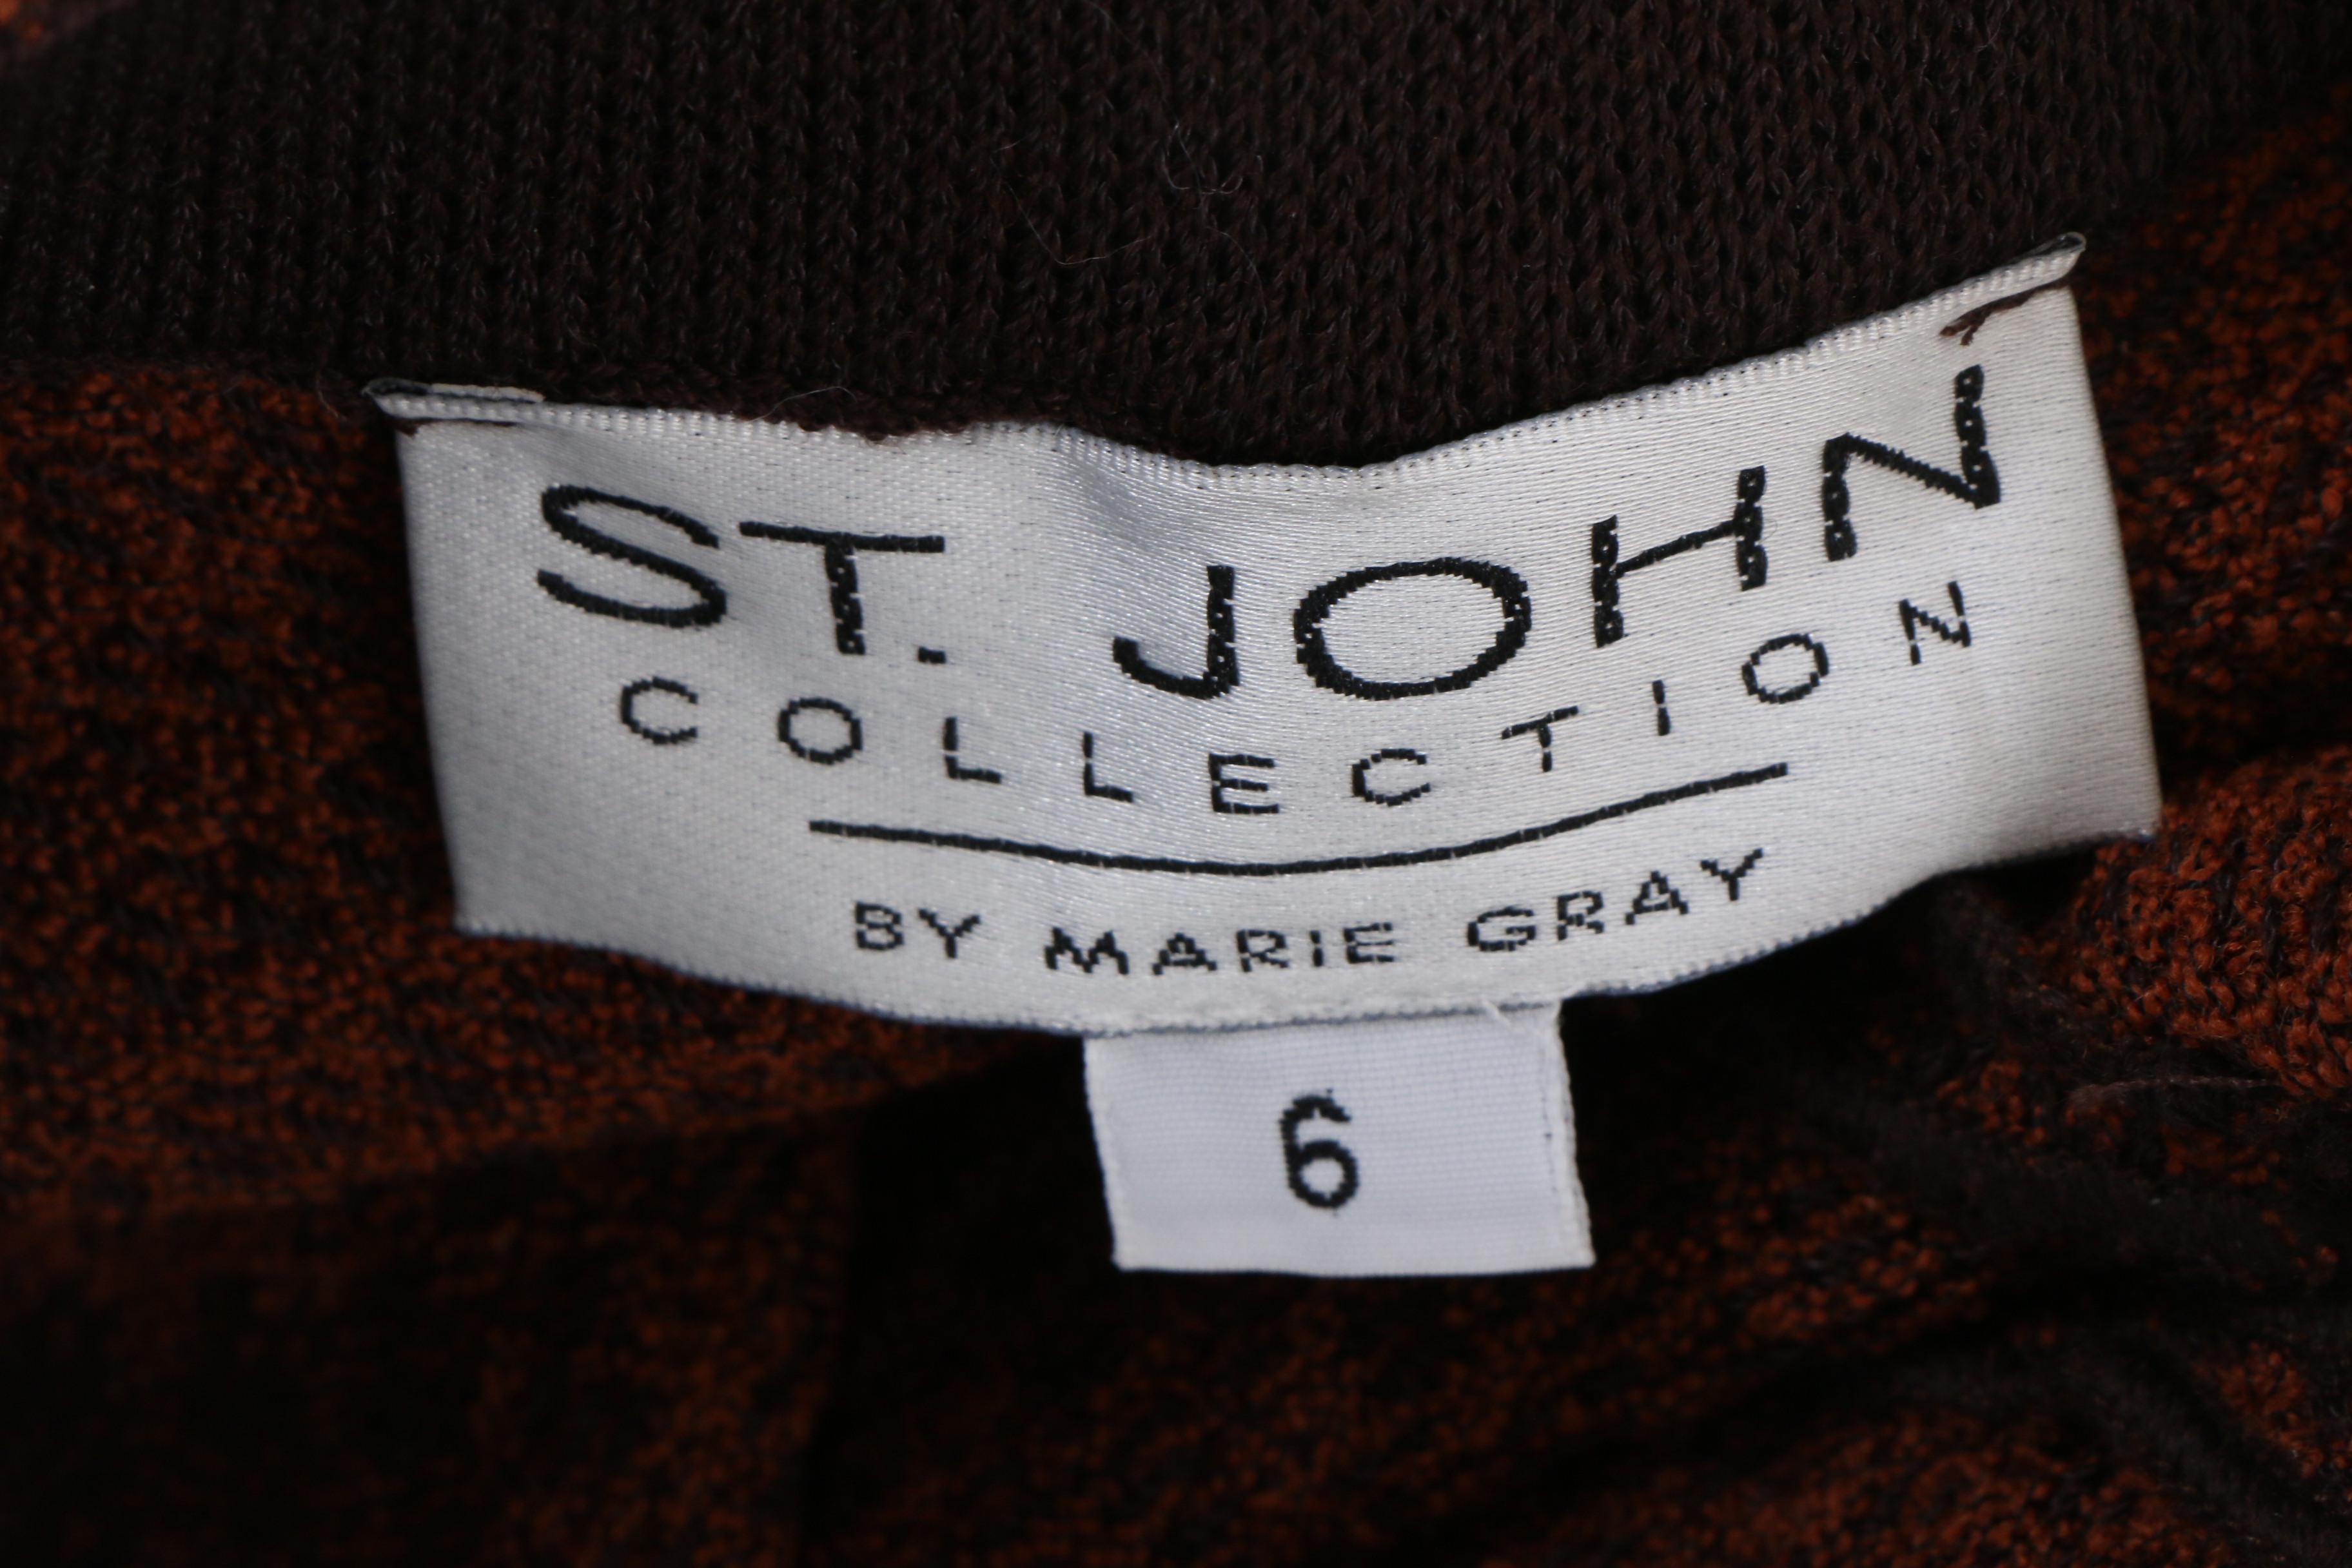 ST. JOHN
COLLECTION
BY MARIE GRAY
6